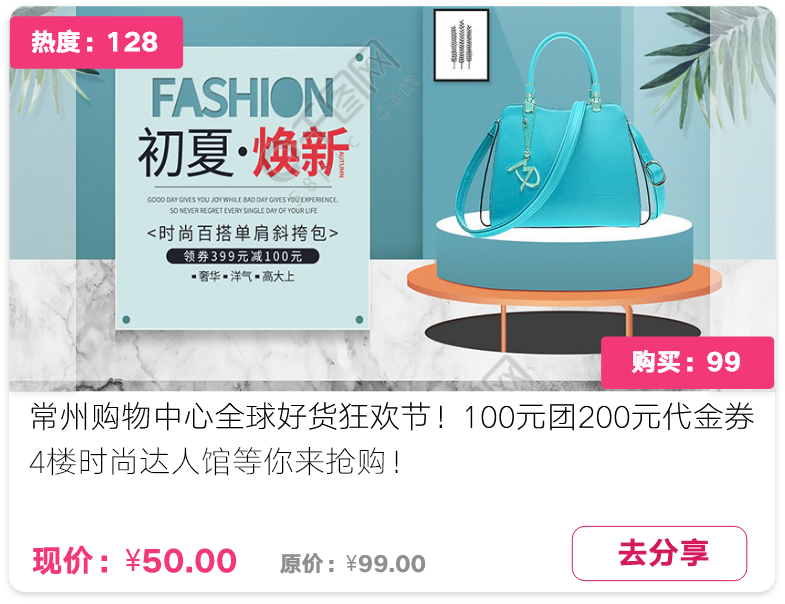 热度：128
FASHION
初夏·焕新
AUTUMN
GOOD DAY GIVES YOU JOY WHILE BAD DAY GIVES YOU EXPERIENCE.
SO NEVER REGRET EVERY SINGLE DAY OF YOUR LIFE
<时尚百搭单肩斜挎包>
领券399元减100元
▪奢华▪洋气▪高大上
购买：99
常州购物中心全球好货狂欢节！100元团200元代金券
4楼时尚达人馆等你来抢购！
现价：¥50.00
原价：¥99.00
去分享